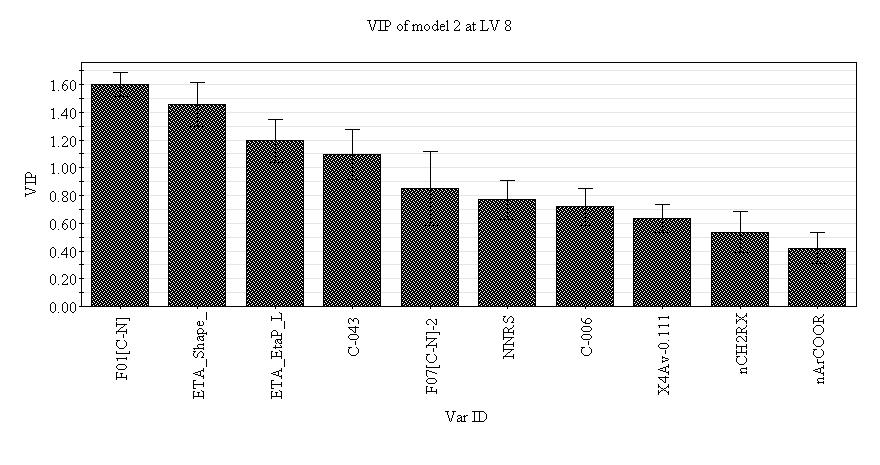 VIP of model 2 at LV 8
VIP
1.60
1.40
1.20
1.00
0.80
0.60
0.40
0.20
0.00
F01[C-N]
ETA_Shape_
ETA_EtaP_L
C-043
F07[C-N]-2
NNRS
C-006
X4Av-0.111
nCH2RX
nArCOOR
Var ID